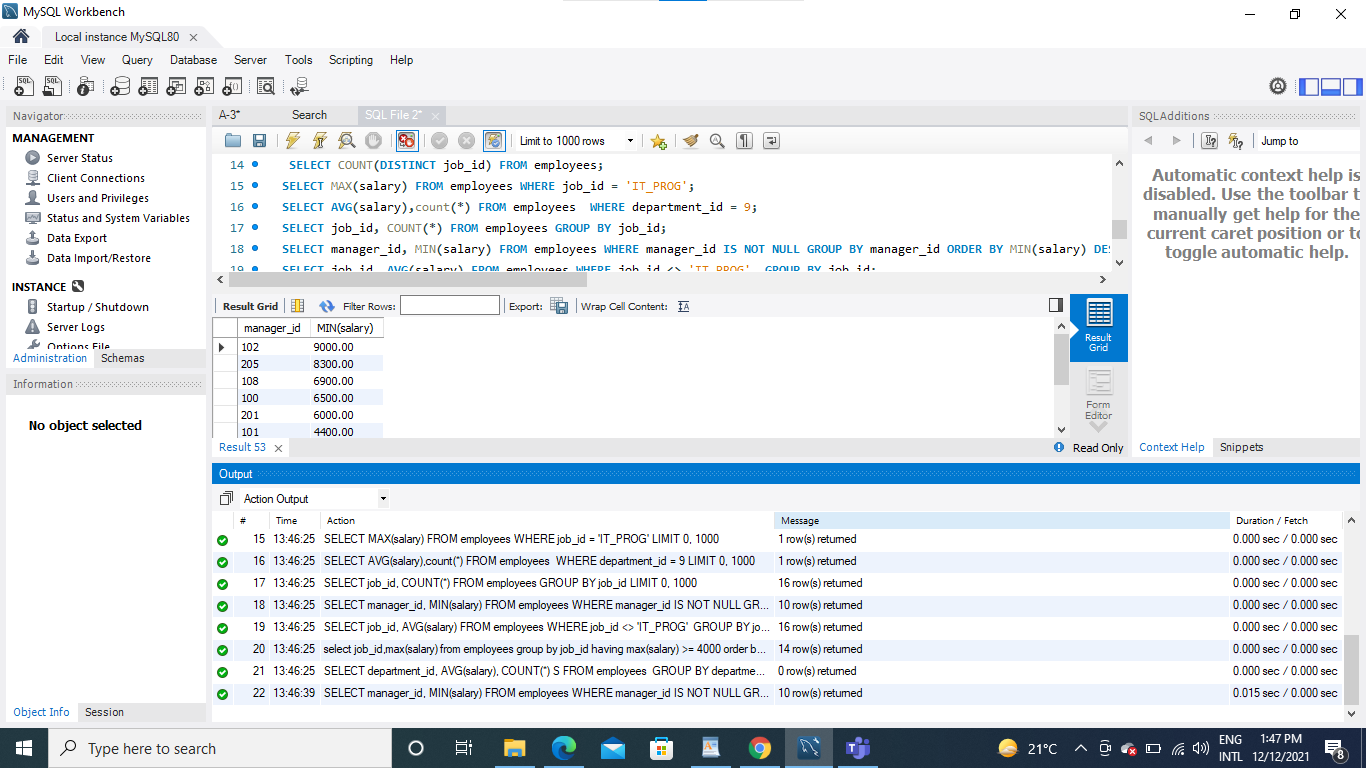 MySQL Workbench
Local instance MySQL80
File Edit View Query Database Server Tools Scripting Help
Navigator
MANAGEMENT
Server Status
Client Connections
Users and Privileges
Status and System Variables
Data Export
Data Import/Restore
INSTANCE
Startup / Shutdown
Server Logs
Options File
Administration Schemas
Information
No object selected
Object Info Session
A-3* Search SQL File 2*
Limit to 1000 rows
14 SELECT COUNT(DISTINCT job_id) FROM employees;
15 SELECT MAX(salary) FROM employees WHERE job_id = 'IT_PROG';
16 SELECT AVG(salary),count(*) FROM employees  WHERE department_id = 9;
17 SELECT job_id, COUNT(*) FROM employees GROUP BY job_id;
18 SELECT manager_id, MIN(salary) FROM employees WHERE manager_id IS NOT NULL GROUP BY manager_id ORDER BY MIN(salary) DES
19 SELECT job_id, AVG(salary) FROM employees WHERE job_id <> 'IT_PROG'  GROUP BY job_id;
Result Grid Filter Rows: Export: Wrap Cell Content:
manager_id MIN(salary)
102 9000.00
205 8300.00
108 6900.00
100 6500.00
201 6000.00
101 4400.00
Result Grid
Form Editor
Result 53
Read Only
SQLAdditions
Jump to
Automatic context help is
disabled. Use the toolbar t
manually get help for the
current caret position or to
toggle automatic help.
Context Help Snippets
Output
Action Output
# Time Action Message Duration / Fetch
15 13:46:25 SELECT MAX(salary) FROM employees WHERE job_id = 'IT_PROG' LIMIT 0, 1000 1 row(s) returned 0.000 sec / 0.000 sec
16 13:46:25 SELECT AVG(salary),count(*) FROM employees  WHERE department_id = 9 LIMIT 0, 1000 1 row(s) returned 0.000 sec / 0.000 sec
17 13:46:25 SELECT job_id, COUNT(*) FROM employees GROUP BY job_id LIMIT 0, 1000 16 row(s) returned 0.000 sec / 0.000 sec
18 13:46:25 SELECT manager_id, MIN(salary) FROM employees WHERE manager_id IS NOT NULL GR... 10 row(s) returned 0.000 sec / 0.000 sec
19 13:46:25 SELECT job_id, AVG(salary) FROM employees WHERE job_id <> 'IT_PROG'  GROUP BY jo... 16 row(s) returned 0.000 sec / 0.000 sec
20 13:46:25 select job_id,max(salary) from employees group by job_id having max(salary) >= 4000 order b... 14 row(s) returned 0.000 sec / 0.000 sec
21 13:46:25 SELECT department_id, AVG(salary), COUNT(*) S FROM employees  GROUP BY departme... 0 row(s) returned 0.000 sec / 0.000 sec
22 13:46:39 SELECT manager_id, MIN(salary) FROM employees WHERE manager_id IS NOT NULL GR... 10 row(s) returned 0.015 sec / 0.000 sec
Type here to search
21°C
ENG
INTL
1:47 PM
12/12/2021
8